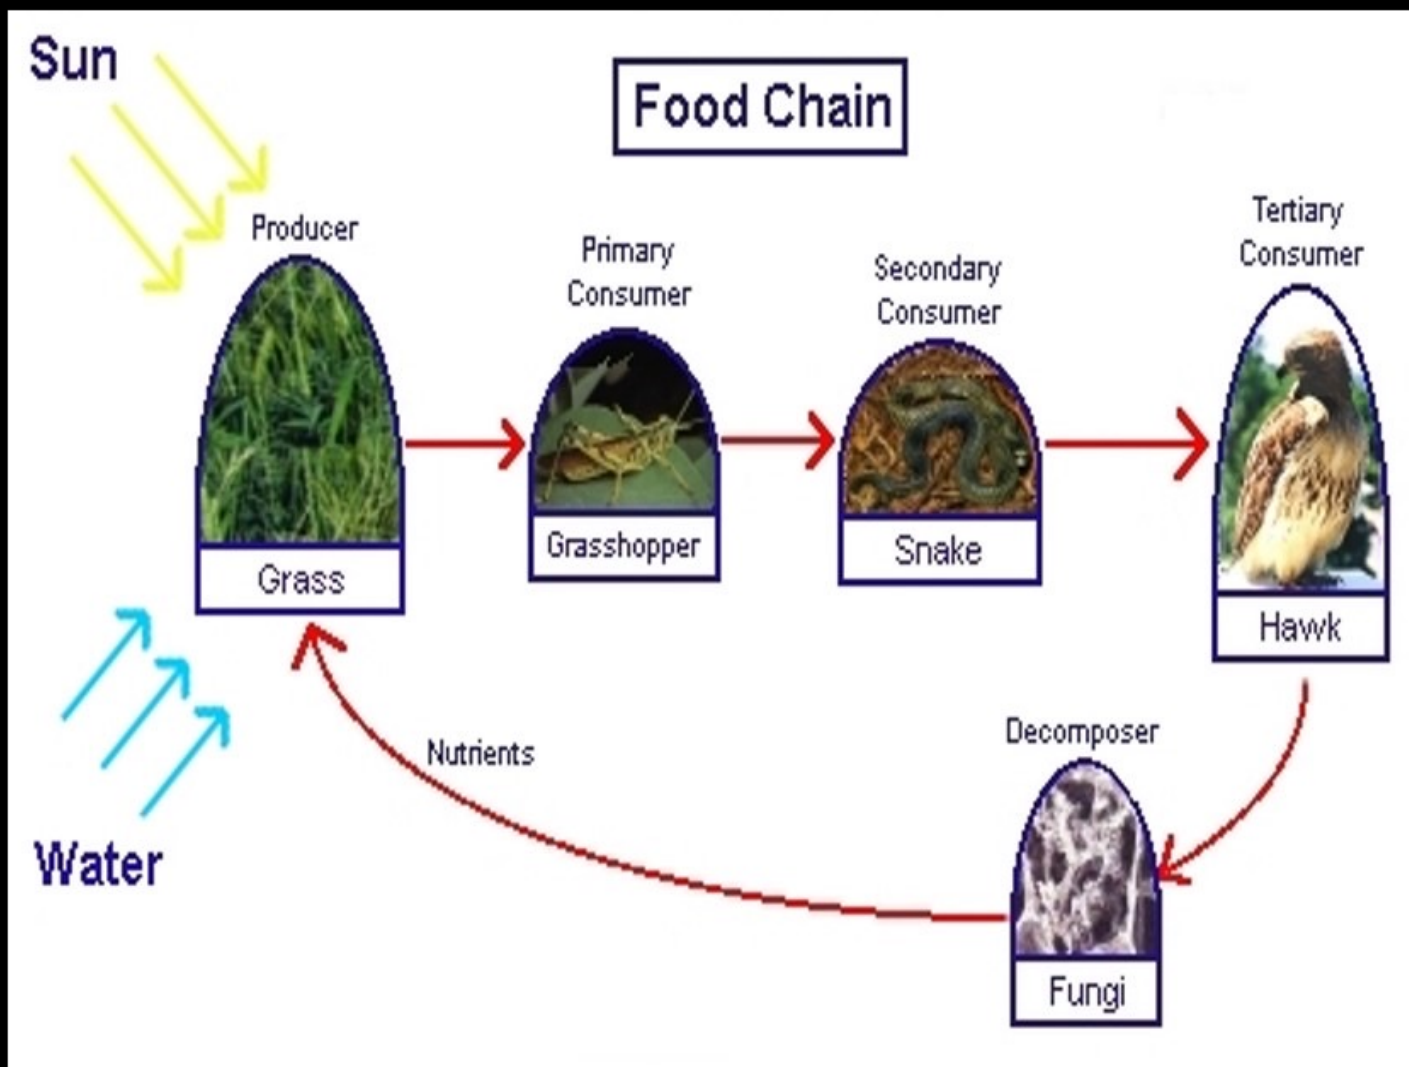 Sun
Food Chain
Producer
Primary
Consumer
Secondary
Consumer
Tertiary
Consumer
Grass
Grasshopper
Snake
Hawk
Nutrients
Decomposer
Water
Fungi